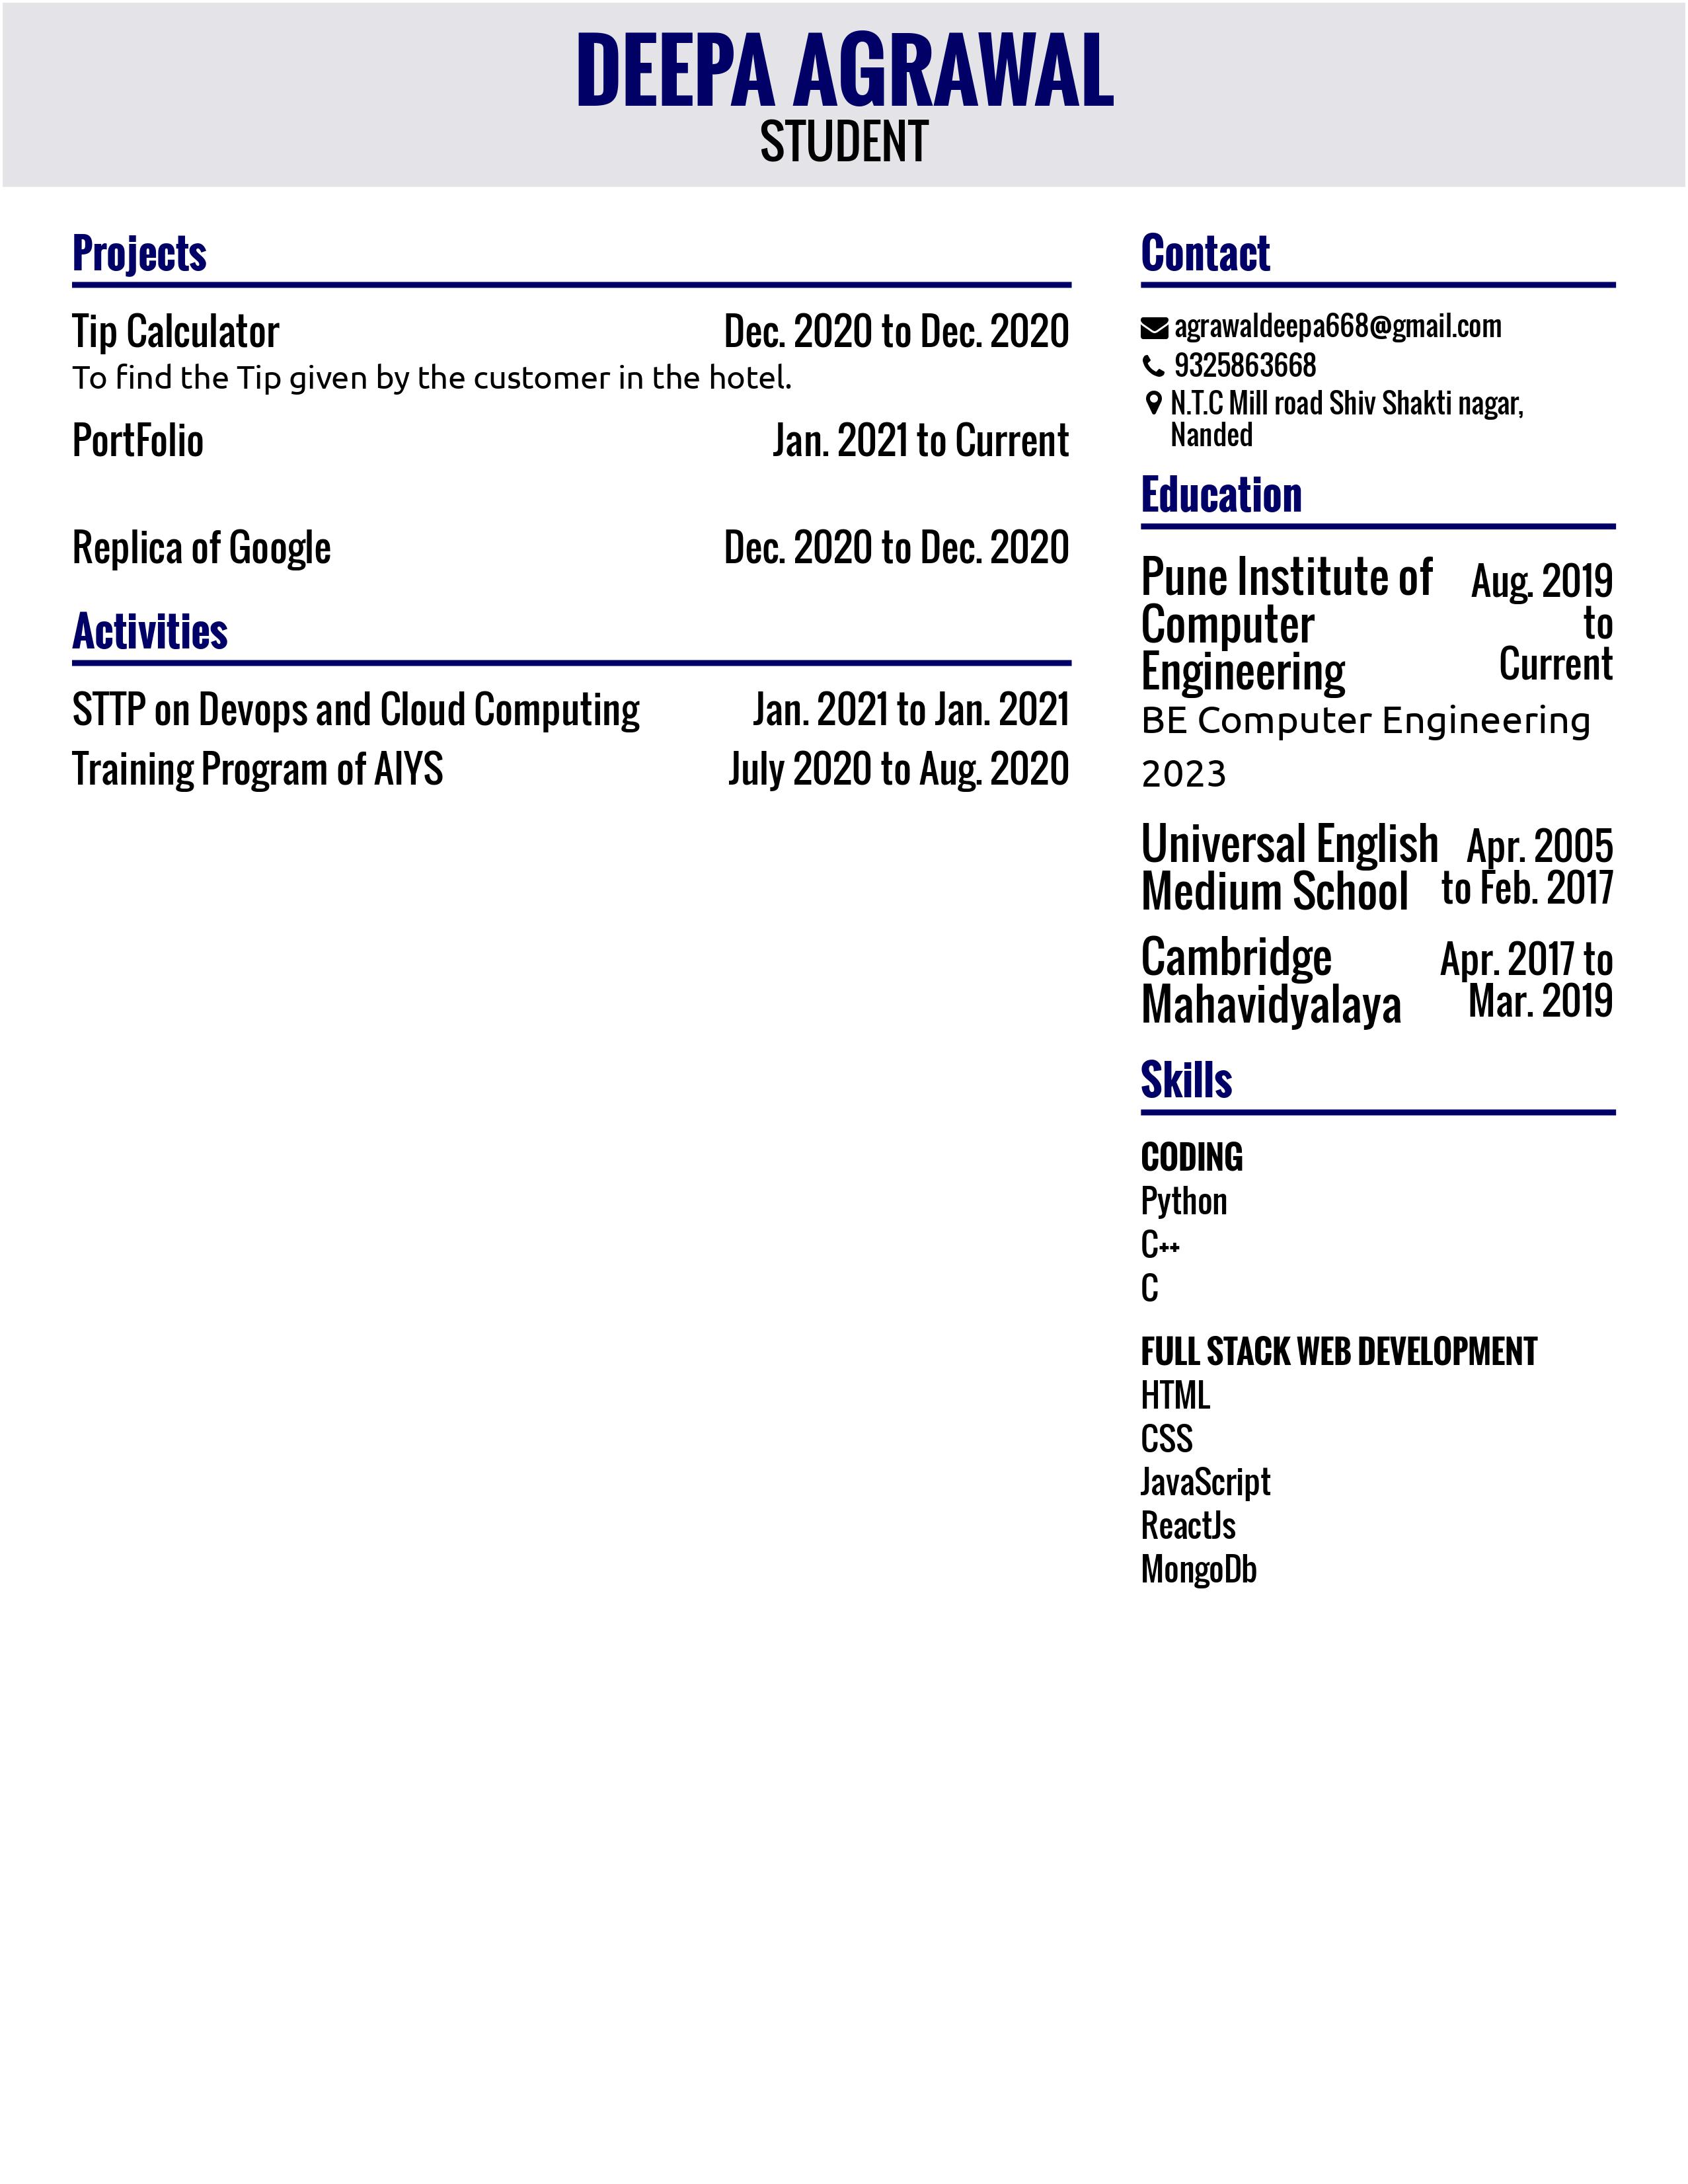 DEEPA AGRAWAL
STUDENT
Projects
Tip Calculator Dec. 2020 to Dec. 2020
To find the Tip given by the customer in the hotel.
PortFolio Jan. 2021 to Current
Replica of Google Dec. 2020 to Dec. 2020
Activities
STTP on Devops and Cloud Computing Jan. 2021 to Jan. 2021
Training Program of AIYS July 2020 to Aug. 2020
Contact
agrawaldeepa668@gmail.com
9325863668
N.T.C Mill road Shiv Shakti nagar,
Nanded
Education
Pune Institute of Aug. 2019
Computer to
Engineering Current
BE Computer Engineering
2023
Universal English Apr. 2005
Medium School to Feb. 2017
Cambridge Apr. 2017 to
Mahavidyalaya Mar. 2019
Skills
CODING
Python
C++
C
FULL STACK WEB DEVELOPMENT
HTML
CSS
JavaScript
ReactJs
MongoDb